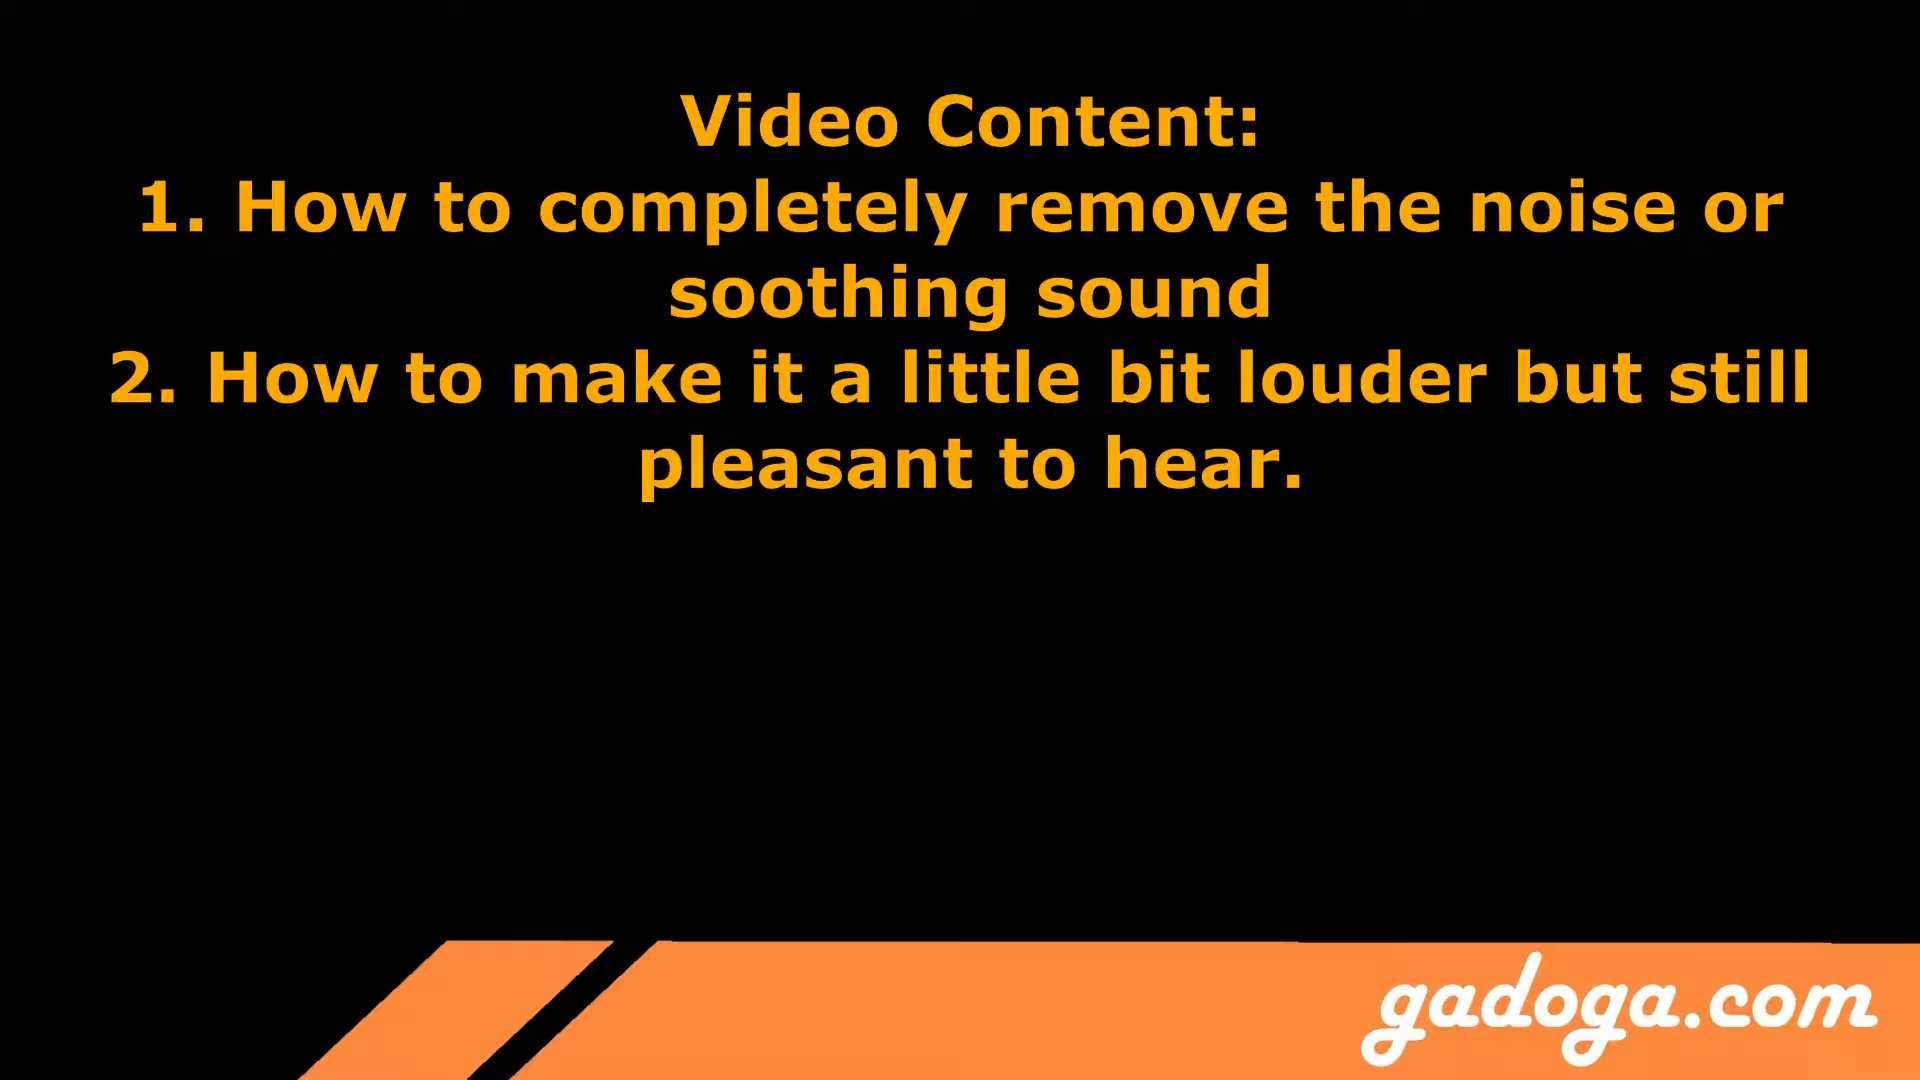 Video Content:
1. How to completely remove the noise or
soothing sound
2. How to make it a little bit louder but still
pleasant to hear.
gadoga.com